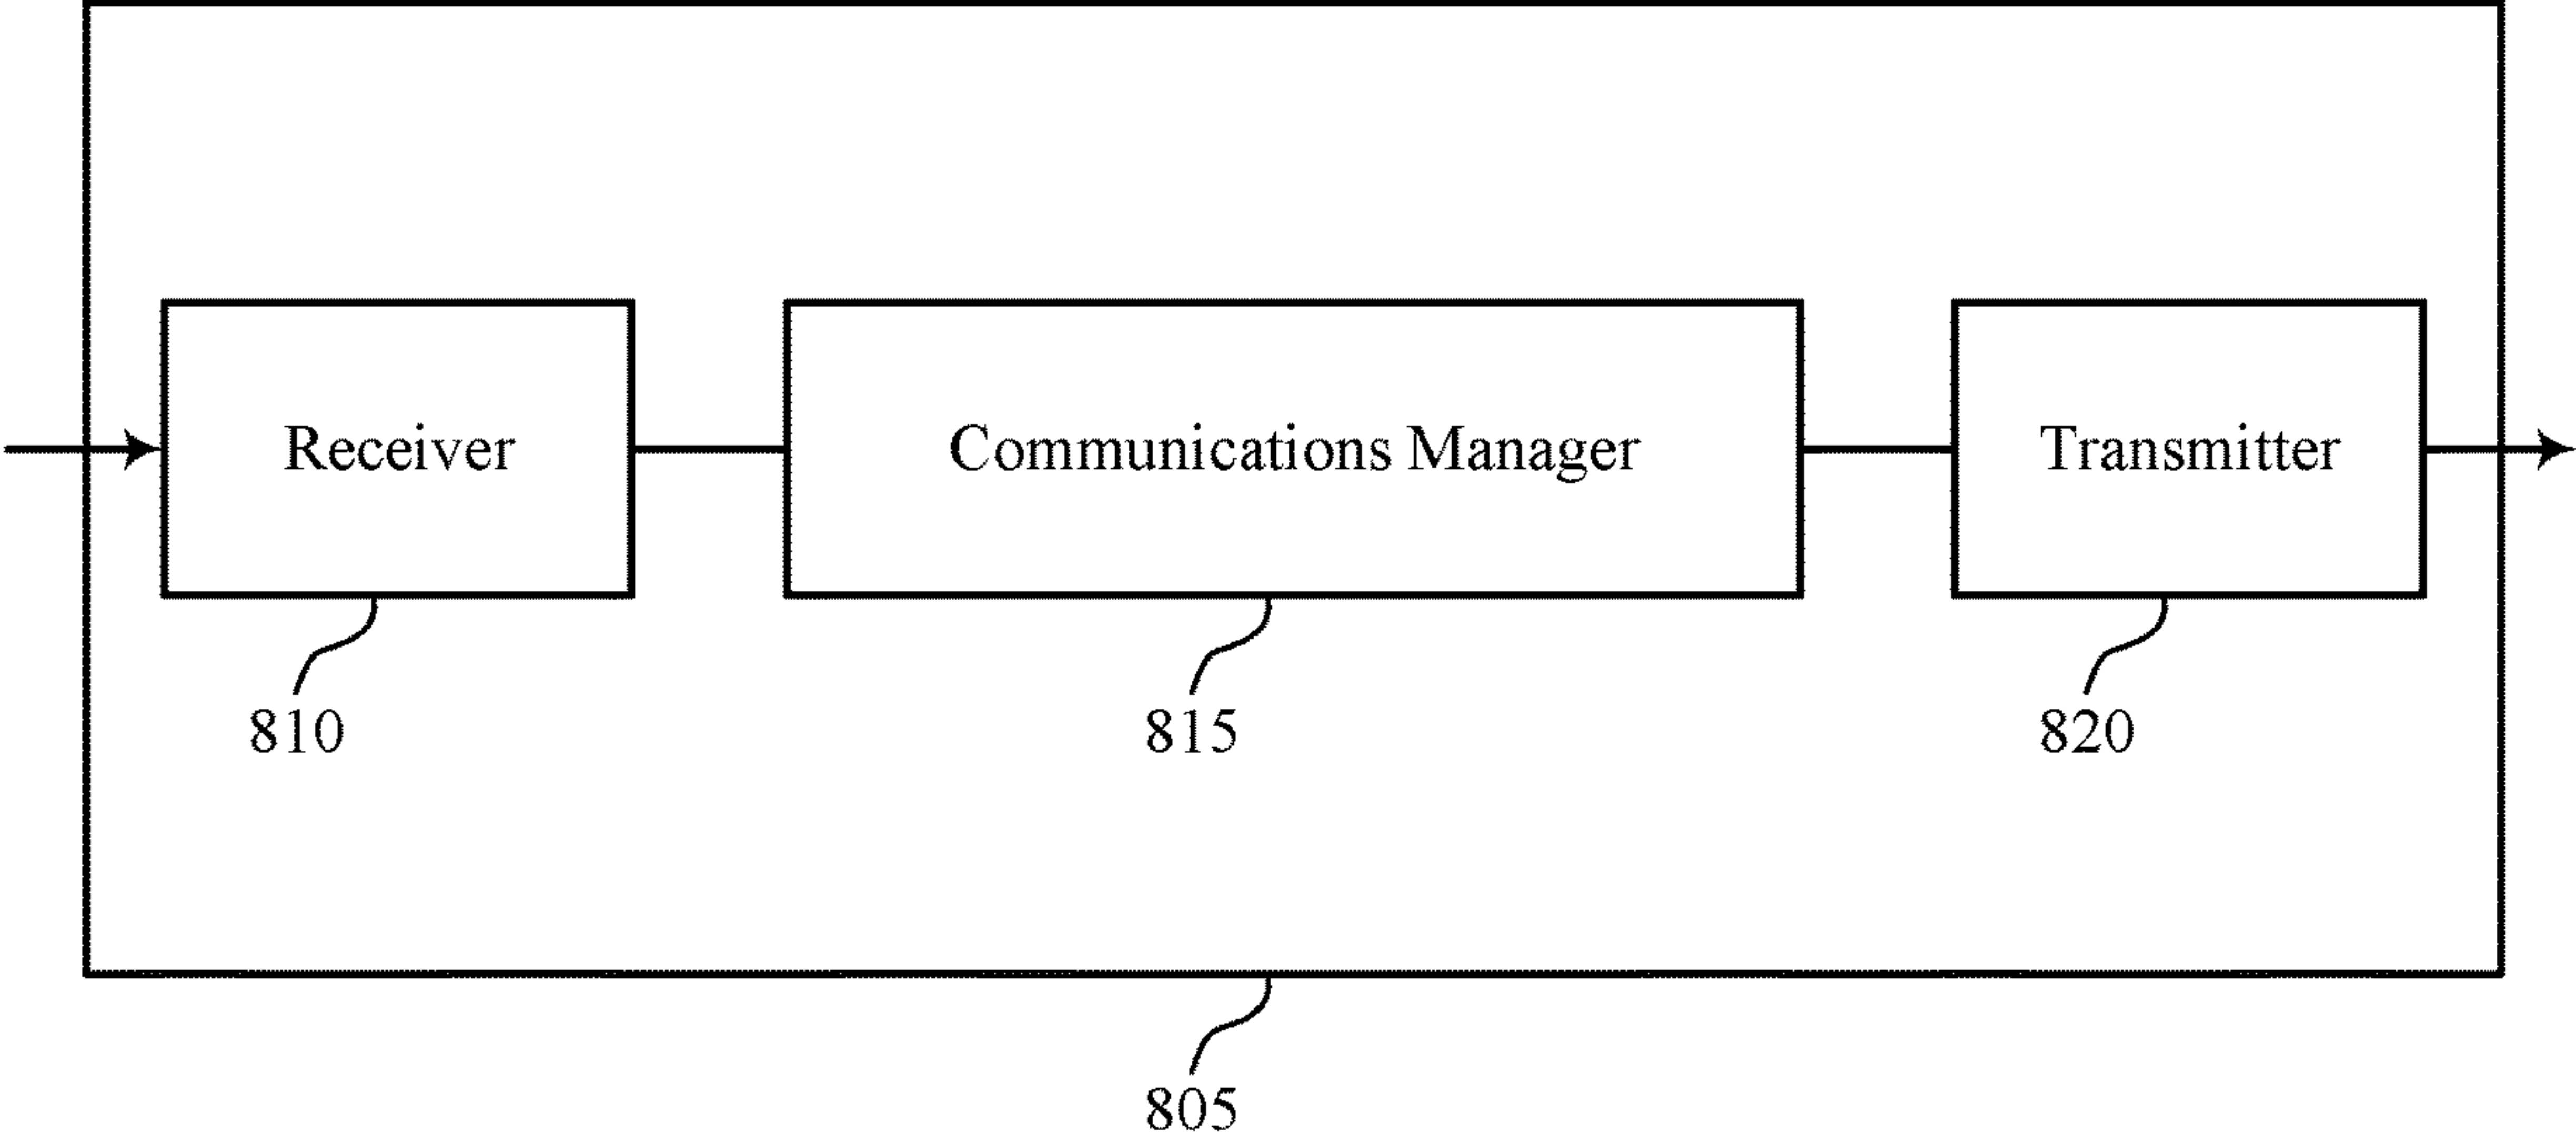 Receiver
Communications Manager
Transmitter
810
815
820
805